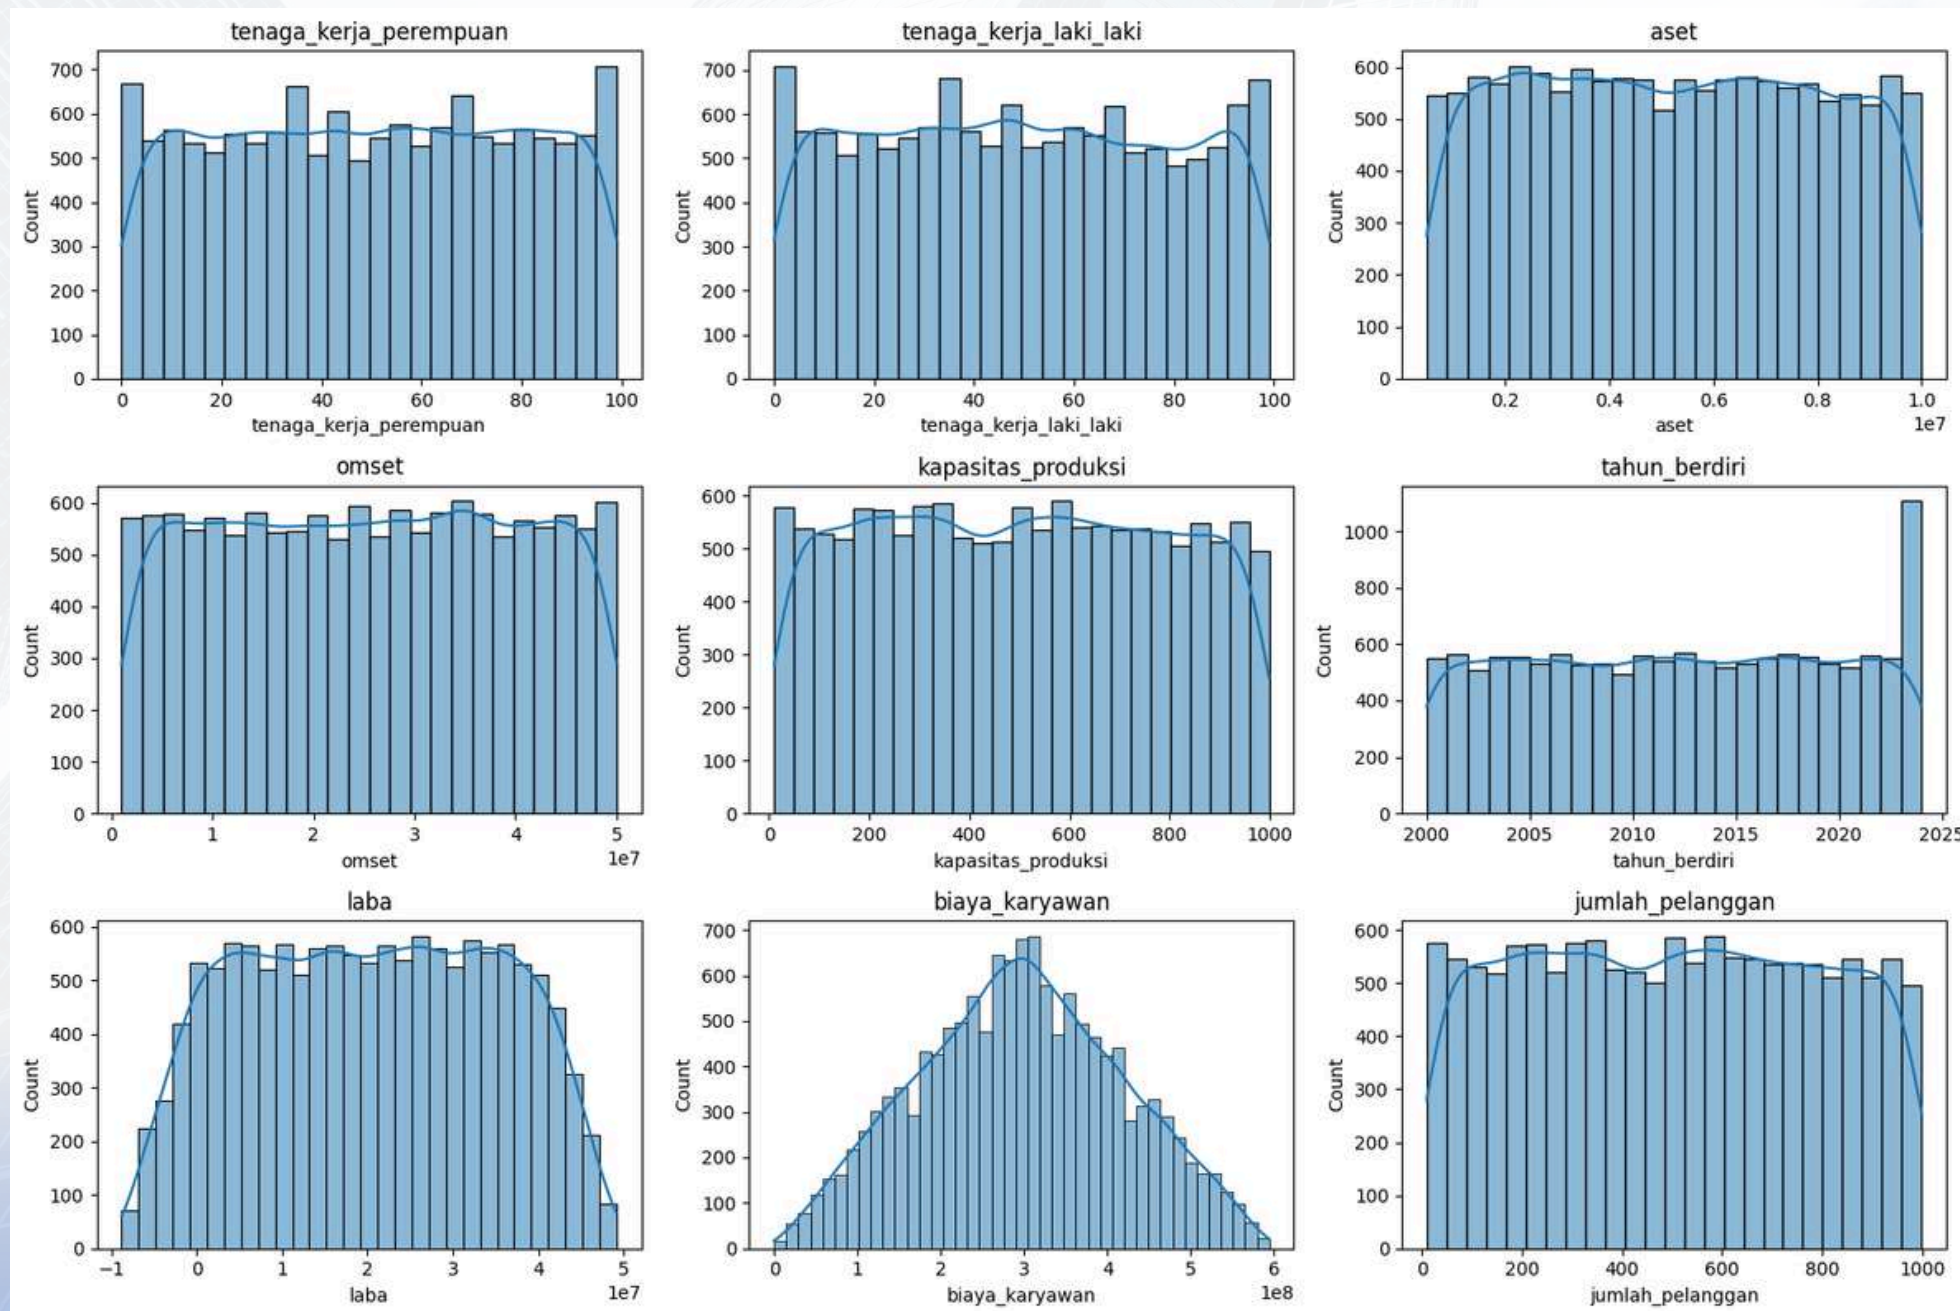 tenaga_kerja_perempuan
700
600
500
400
300
200
100
0
Count
0 20 40 60 80 100
tenaga_kerja_perempuan
tenaga_kerja_laki_laki
700
600
500
400
300
200
100
0
Count
0 20 40 60 80 100
tenaga_kerja_laki_laki
aset
600
500
400
300
200
100
0
Count
0.2 0.4 0.6 0.8 1.0
1e7
aset
omset
600
500
400
300
200
100
0
Count
0 1 2 3 4 5
1e7
omset
kapasitas_produksi
600
500
400
300
200
100
0
Count
0 200 400 600 800 1000
kapasitas_produksi
tahun_berdiri
1000
800
600
400
200
0
Count
2000 2005 2010 2015 2020 2025
tahun_berdiri
laba
600
500
400
300
200
100
0
Count
−1 0 1 2 3 4 5
1e7
laba
biaya_karyawan
700
600
500
400
300
200
100
0
Count
0 1 2 3 4 5 6
1e8
biaya_karyawan
jumlah_pelanggan
600
500
400
300
200
100
0
Count
0 200 400 600 800 1000
jumlah_pelanggan